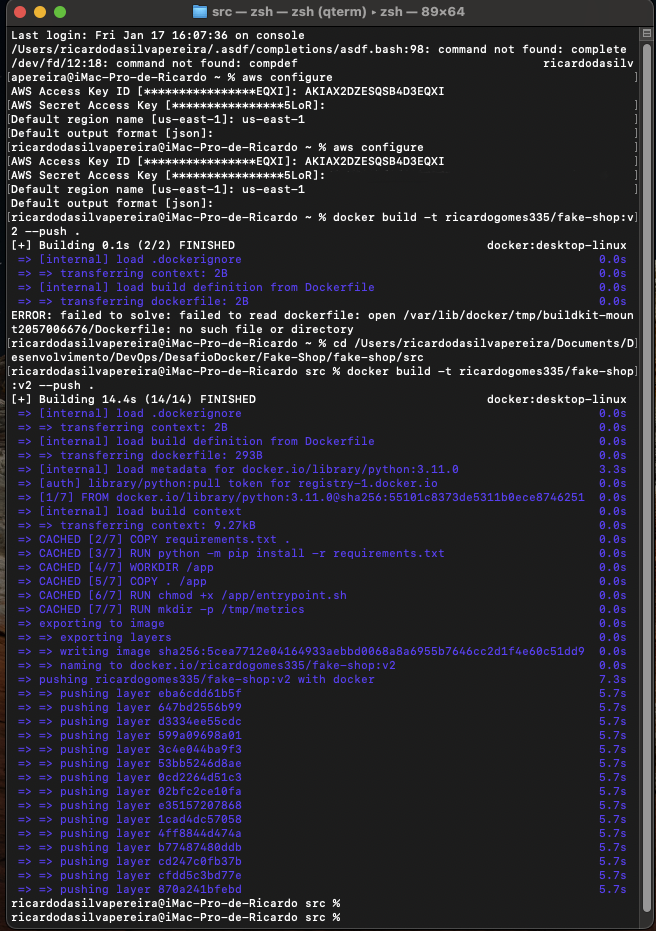 src — zsh — zsh (qterm) ▸ zsh — 89×64
Last login: Fri Jan 17 16:07:36 on console
/Users/ricardodasilvapereira/.asdf/completions/asdf.bash:98: command not found: complete
/dev/fd/12:18: command not found: compdef ricardodasilv
apereira@iMac-Pro-de-Ricardo ~ % aws configure
AWS Access Key ID [****************EQXI]: AKIAX2DZESQSB4D3EQXI
AWS Secret Access Key [****************5LoR]:
Default region name [us-east-1]: us-east-1
Default output format [json]:
ricardodasilvapereira@iMac-Pro-de-Ricardo ~ % aws configure
AWS Access Key ID [****************EQXI]: AKIAX2DZESQSB4D3EQXI
AWS Secret Access Key [****************5LoR]:
Default region name [us-east-1]: us-east-1
Default output format [json]:
ricardodasilvapereira@iMac-Pro-de-Ricardo ~ % docker build -t ricardogomes335/fake-shop:v
2 --push .
[+] Building 0.1s (2/2) FINISHED docker:desktop-linux
=> [internal] load .dockerignore 0.0s
=> => transferring context: 2B 0.0s
=> [internal] load build definition from Dockerfile 0.0s
=> => transferring dockerfile: 2B 0.0s
ERROR: failed to solve: failed to read dockerfile: open /var/lib/docker/tmp/buildkit-moun
t2057006676/Dockerfile: no such file or directory
ricardodasilvapereira@iMac-Pro-de-Ricardo ~ % cd /Users/ricardodasilvapereira/Documents/D
esenvolvimento/DevOps/DesafioDocker/Fake-Shop/fake-shop/src
ricardodasilvapereira@iMac-Pro-de-Ricardo src % docker build -t ricardogomes335/fake-shop
:v2 --push .
[+] Building 14.4s (14/14) FINISHED docker:desktop-linux
=> [internal] load .dockerignore 0.0s
=> => transferring context: 2B 0.0s
=> [internal] load build definition from Dockerfile 0.0s
=> => transferring dockerfile: 293B 0.0s
=> [internal] load metadata for docker.io/library/python:3.11.0 3.3s
=> [auth] library/python:pull token for registry-1.docker.io 0.0s
=> [1/7] FROM docker.io/library/python:3.11.0@sha256:55101c8373de5311b0ece8746251 0.0s
=> [internal] load build context 0.0s
=> => transferring context: 9.27kB 0.0s
=> CACHED [2/7] COPY requirements.txt . 0.0s
=> CACHED [3/7] RUN python -m pip install -r requirements.txt 0.0s
=> CACHED [4/7] WORKDIR /app 0.0s
=> CACHED [5/7] COPY . /app 0.0s
=> CACHED [6/7] RUN chmod +x /app/entrypoint.sh 0.0s
=> CACHED [7/7] RUN mkdir -p /tmp/metrics 0.0s
=> exporting to image 0.0s
=> => exporting layers 0.0s
=> => writing image sha256:5cea7712e04164933aebbd0068a8a6955b7646cc2d1f4e60c51dd9 0.0s
=> => naming to docker.io/ricardogomes335/fake-shop:v2 0.0s
=> pushing ricardogomes335/fake-shop:v2 with docker 7.3s
=> => pushing layer eba6cdd61b5f 5.7s
=> => pushing layer 647bd2556b99 5.7s
=> => pushing layer d3334ee55cdc 5.7s
=> => pushing layer 599a09698a01 5.7s
=> => pushing layer 3c4e044ba9f3 5.7s
=> => pushing layer 53bb5246d8ae 5.7s
=> => pushing layer 0cd2264d51c3 5.7s
=> => pushing layer 02bfc2ce10fa 5.7s
=> => pushing layer e35157207868 5.7s
=> => pushing layer 1cad4dc57058 5.7s
=> => pushing layer 4ff8844d474a 5.7s
=> => pushing layer b77487480ddb 5.7s
=> => pushing layer cd247c0fb37b 5.7s
=> => pushing layer cfdd5c3bd77e 5.7s
=> => pushing layer 870a241bfebd 5.7s
ricardodasilvapereira@iMac-Pro-de-Ricardo src %
ricardodasilvapereira@iMac-Pro-de-Ricardo src %